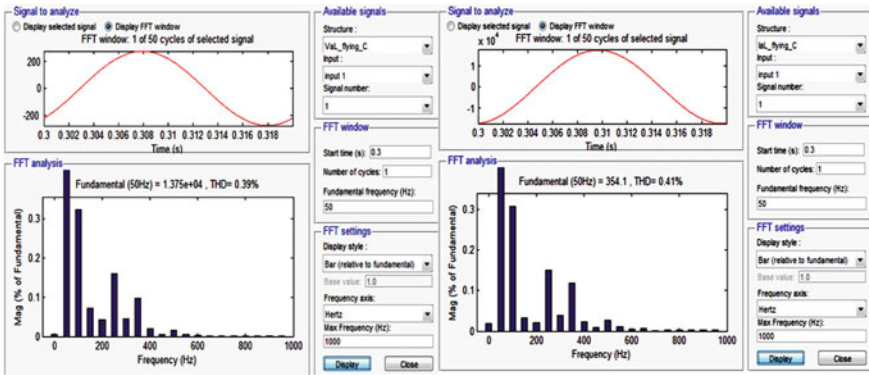 Signal to analyze
Display selected signal Display FFT window
FFT window: 1 of 50 cycles of selected signal
200
0
-200
0.3 0.302 0.304 0.306 0.308 0.31 0.312 0.314 0.316 0.318
Time (s)
FFT analysis
Fundamental (50Hz) = 1.375e+04 , THD= 0.39%
Mag (% of Fundamental)
0.3
0.2
0.1
0
0 200 400 600 800 1000
Frequency (Hz)
Available signals
Structure :
VaL_flying_C
Input :
input 1
Signal number:
1
FFT window
Start time (s): 0.3
Number of cycles: 1
Fundamental frequency (Hz):
50
FFT settings
Display style :
Bar (relative to fundamental)
Base value: 1.0
Frequency axis:
Hertz
Max Frequency (Hz):
1000
Display Close
Signal to analyze
Display selected signal Display FFT window
FFT window: 1 of 50 cycles of selected signal
x 10^4
1
0
-1
0.3 0.302 0.304 0.306 0.308 0.31 0.312 0.314 0.316 0.318
Time (s)
FFT analysis
Fundamental (50Hz) = 354.1 , THD= 0.41%
Mag (% of Fundamental)
0.3
0.2
0.1
0
0 200 400 600 800 1000
Frequency (Hz)
Available signals
Structure :
IaL_flying_C
Input :
input 1
Signal number:
1
FFT window
Start time (s): 0.3
Number of cycles: 1
Fundamental frequency (Hz):
50
FFT settings
Display style :
Bar (relative to fundamental)
Base value: 1.0
Frequency axis:
Hertz
Max Frequency (Hz):
1000
Display Close